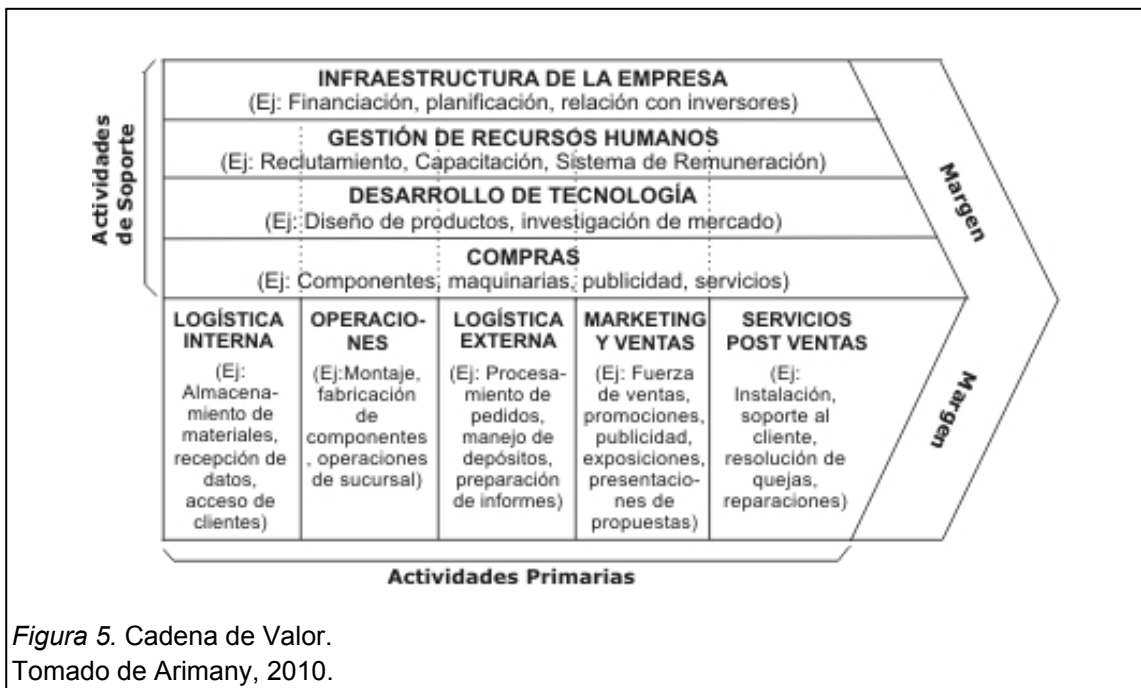 Actividades
de Soporte
INFRAESTRUCTURA DE LA EMPRESA
(Ej: Financiación, planificación, relación con inversores)
GESTIÓN DE RECURSOS HUMANOS
(Ej: Reclutamiento, Capacitación, Sistema de Remuneración)
DESARROLLO DE TECNOLOGÍA
(Ej: Diseño de productos, investigación de mercado)
COMPRAS
(Ej: Componentes, maquinarias, publicidad, servicios)
LOGÍSTICA
INTERNA
(Ej:
Almacena-
miento de
materiales,
recepción de
datos,
acceso de
clientes)
OPERACIO-
NES
(Ej:Montaje,
fabricación
de
componentes
, operaciones
de sucursal)
LOGÍSTICA
EXTERNA
(Ej: Procesa-
miento de
pedidos,
manejo de
depósitos,
preparación
de informes)
MARKETING
Y VENTAS
(Ej: Fuerza
de ventas,
promociones,
publicidad,
exposiciones,
presentacio-
nes de
propuestas)
SERVICIOS
POST VENTAS
(Ej:
Instalación,
soporte al
cliente,
resolución de
quejas,
reparaciones)
Margen
Margen
Actividades Primarias
Figura 5. Cadena de Valor.
Tomado de Arimany, 2010.